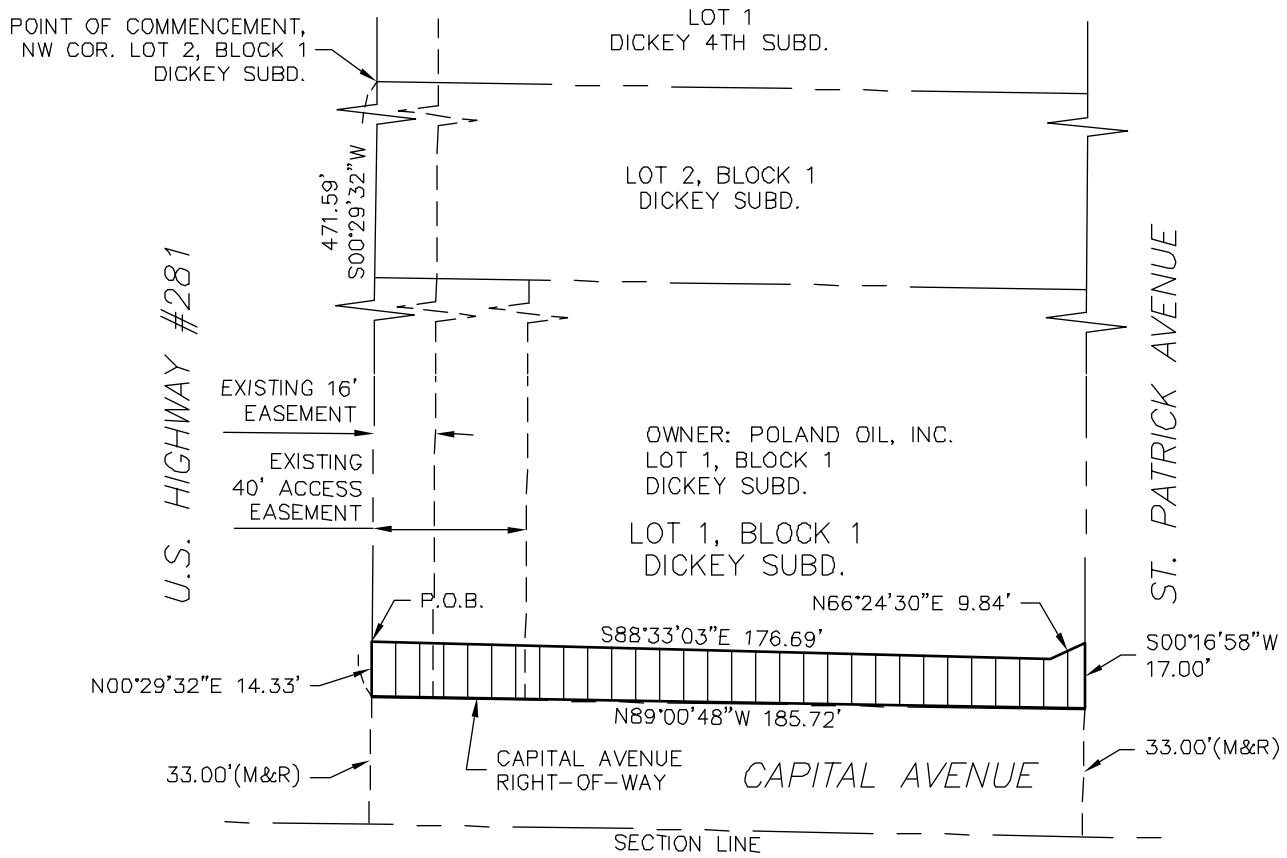 POINT OF COMMENCEMENT,
NW COR. LOT 2, BLOCK 1
DICKEY SUBD.
LOT 1
DICKEY 4TH SUBD.
471.59'
S00°29'32"W
LOT 2, BLOCK 1
DICKEY SUBD.
U.S. HIGHWAY #281
ST. PATRICK AVENUE
EXISTING 16'
EASEMENT
EXISTING
40' ACCESS
EASEMENT
OWNER: POLAND OIL, INC.
LOT 1, BLOCK 1
DICKEY SUBD.
LOT 1, BLOCK 1
DICKEY SUBD.
P.O.B.
N66°24'30"E 9.84'
S88°33'03"E 176.69'
S00°16'58"W
17.00'
N00°29'32"E 14.33'
N89°00'48"W 185.72'
33.00'(M&R)
CAPITAL AVENUE
RIGHT-OF-WAY
CAPITAL AVENUE
33.00'(M&R)
SECTION LINE